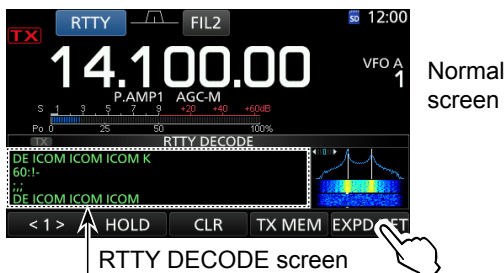 RTTY FIL2 12:00
TX
14.100.00 VFO A
1
Normal
screen
P.AMP1 AGC-M
S 1 3 5 7 9 +20 +40 +60dB
Po 0 25 50 100%
TX RTTY DECODE
DE ICOM ICOM ICOM K
60:!-
:,;
DE ICOM ICOM ICOM
< 1 > HOLD CLR TX MEM EXPD
RTTY DECODE screen